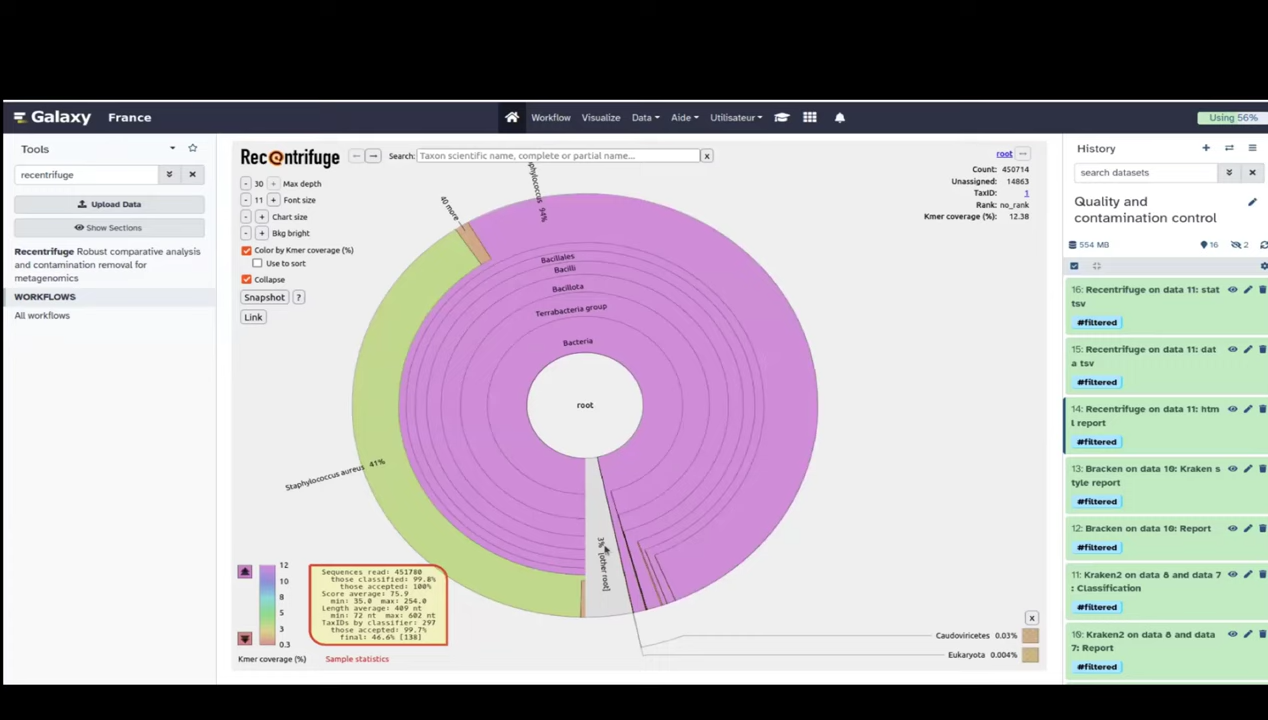 Galaxy France
Workflow Visualize Data Aide Utilisateur
Using 56%
Tools
recentrifuge
Upload Data
Show Sections
Recentrifuge Robust comparative analysis
and contamination removal for
metagenomics
WORKFLOWS
All workflows
Recentrifuge
Search: Taxon scientific name, complete or partial name... x
- 30 + Max depth
- 11 + Font size
- + Chart size
- + Bkg bright
Color by Kmer coverage (%)
Use to sort
Collapse
Snapshot ?
Link
root
Count: 450714
Unassigned: 14863
TaxID: 1
Rank: no_rank
Kmer coverage (%): 12.38
40 more
94%
Bacillales
Bacilli
Bacillota
Terrabacteria group
Bacteria
root
Staphylococcus aureus 41%
3% [other root]
12
10
8
5
3
0.3
Kmer coverage (%)
Sequences read: 451780
those classified: 99.8%
those accepted: 100%
Score average: 75.9
min: 35.0 max: 254.0
Length average: 409 nt
min: 72 nt max: 602 nt
TaxIDs by classifier: 297
those accepted: 99.7%
final: 46.6% [138]
Sample statistics
x
Caudoviricetes 0.03%
Eukaryota 0.004%
History
search datasets
Quality and
contamination control
554 MB 16 2
16: Recentrifuge on data 11: stat
tsv
#filtered
15: Recentrifuge on data 11: dat
a tsv
#filtered
14: Recentrifuge on data 11: htm
l report
#filtered
13: Bracken on data 10: Kraken s
tyle report
#filtered
12: Bracken on data 10: Report
#filtered
11: Kraken2 on data 8 and data 7
: Classification
#filtered
10: Kraken2 on data 8 and data
7: Report
#filtered